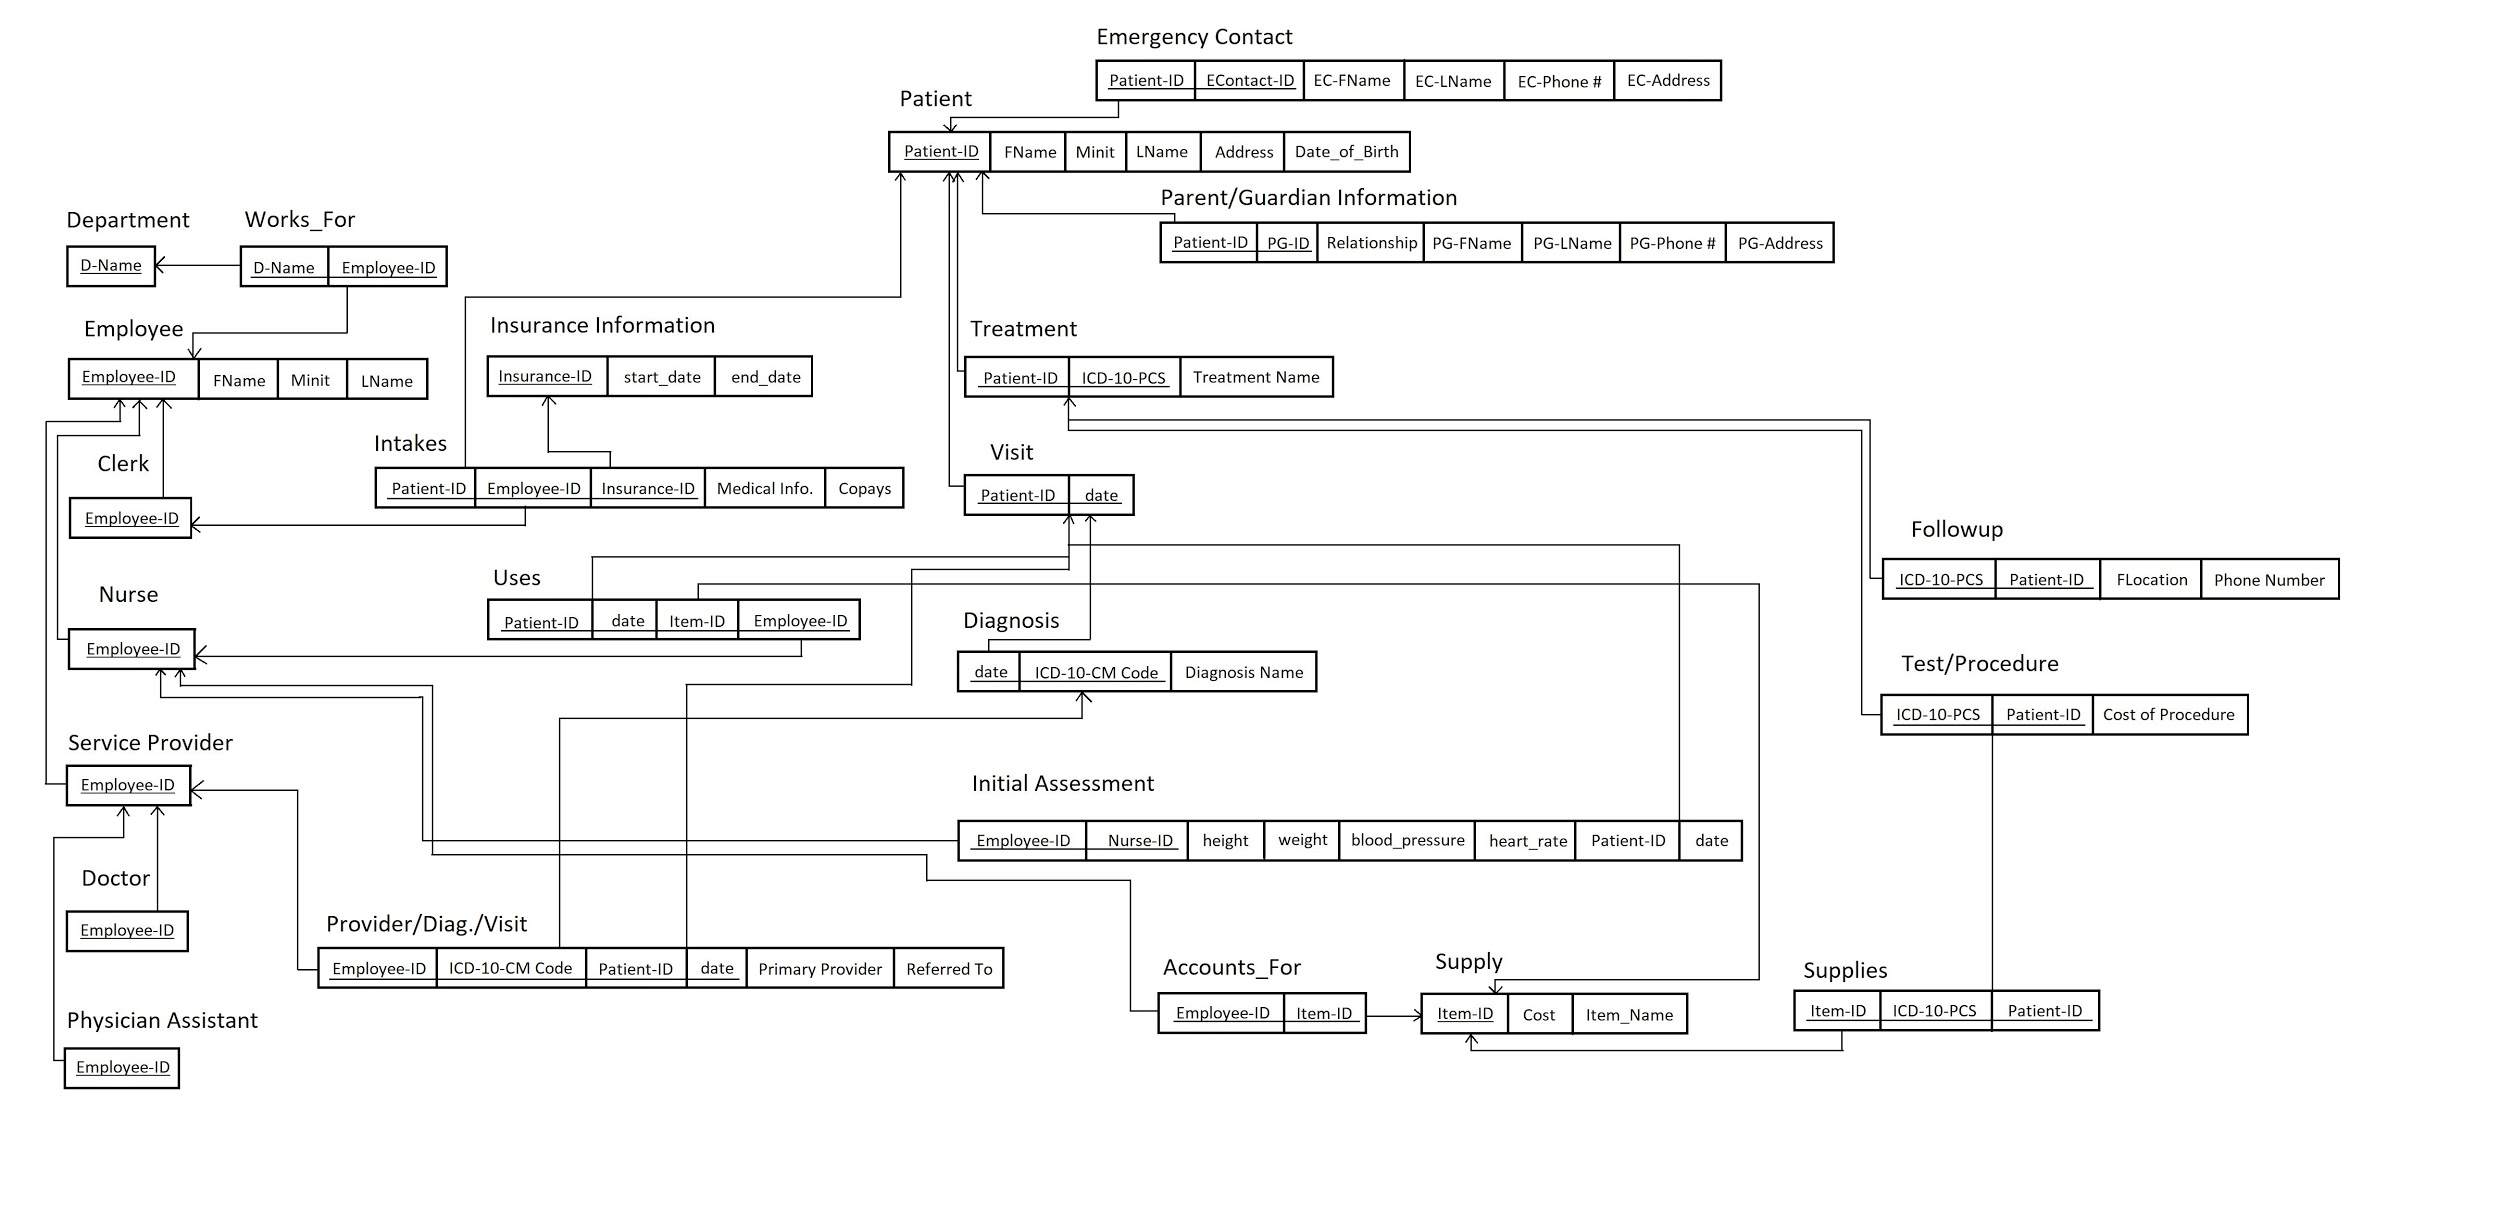 Emergency Contact
Patient-ID EContact-ID EC-FName EC-LName EC-Phone # EC-Address
Patient
Patient-ID FName Minit LName Address Date_of_Birth
Parent/Guardian Information
Patient-ID PG-ID Relationship PG-FName PG-LName PG-Phone # PG-Address
Department
D-Name
Works_For
D-Name Employee-ID
Employee
Employee-ID FName Minit LName
Insurance Information
Insurance-ID start_date end_date
Treatment
Patient-ID ICD-10-PCS Treatment Name
Intakes
Patient-ID Employee-ID Insurance-ID Medical Info. Copays
Clerk
Employee-ID
Visit
Patient-ID date
Followup
ICD-10-PCS Patient-ID FLocation Phone Number
Uses
Patient-ID date Item-ID Employee-ID
Nurse
Employee-ID
Diagnosis
date ICD-10-CM Code Diagnosis Name
Test/Procedure
ICD-10-PCS Patient-ID Cost of Procedure
Service Provider
Employee-ID
Initial Assessment
Employee-ID Nurse-ID height weight blood_pressure heart_rate Patient-ID date
Doctor
Employee-ID
Provider/Diag./Visit
Employee-ID ICD-10-CM Code Patient-ID date Primary Provider Referred To
Accounts_For
Employee-ID Item-ID
Supply
Item-ID Cost Item_Name
Supplies
Item-ID ICD-10-PCS Patient-ID
Physician Assistant
Employee-ID